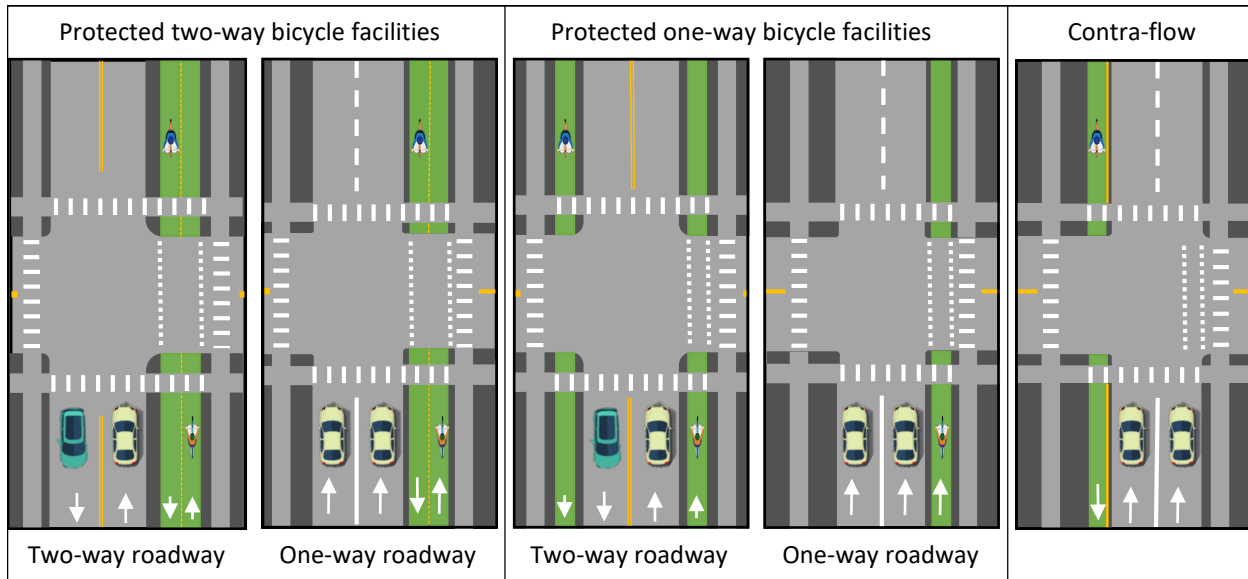 Protected two-way bicycle facilities
Protected one-way bicycle facilities
Contra-flow
Two-way roadway
One-way roadway
Two-way roadway
One-way roadway